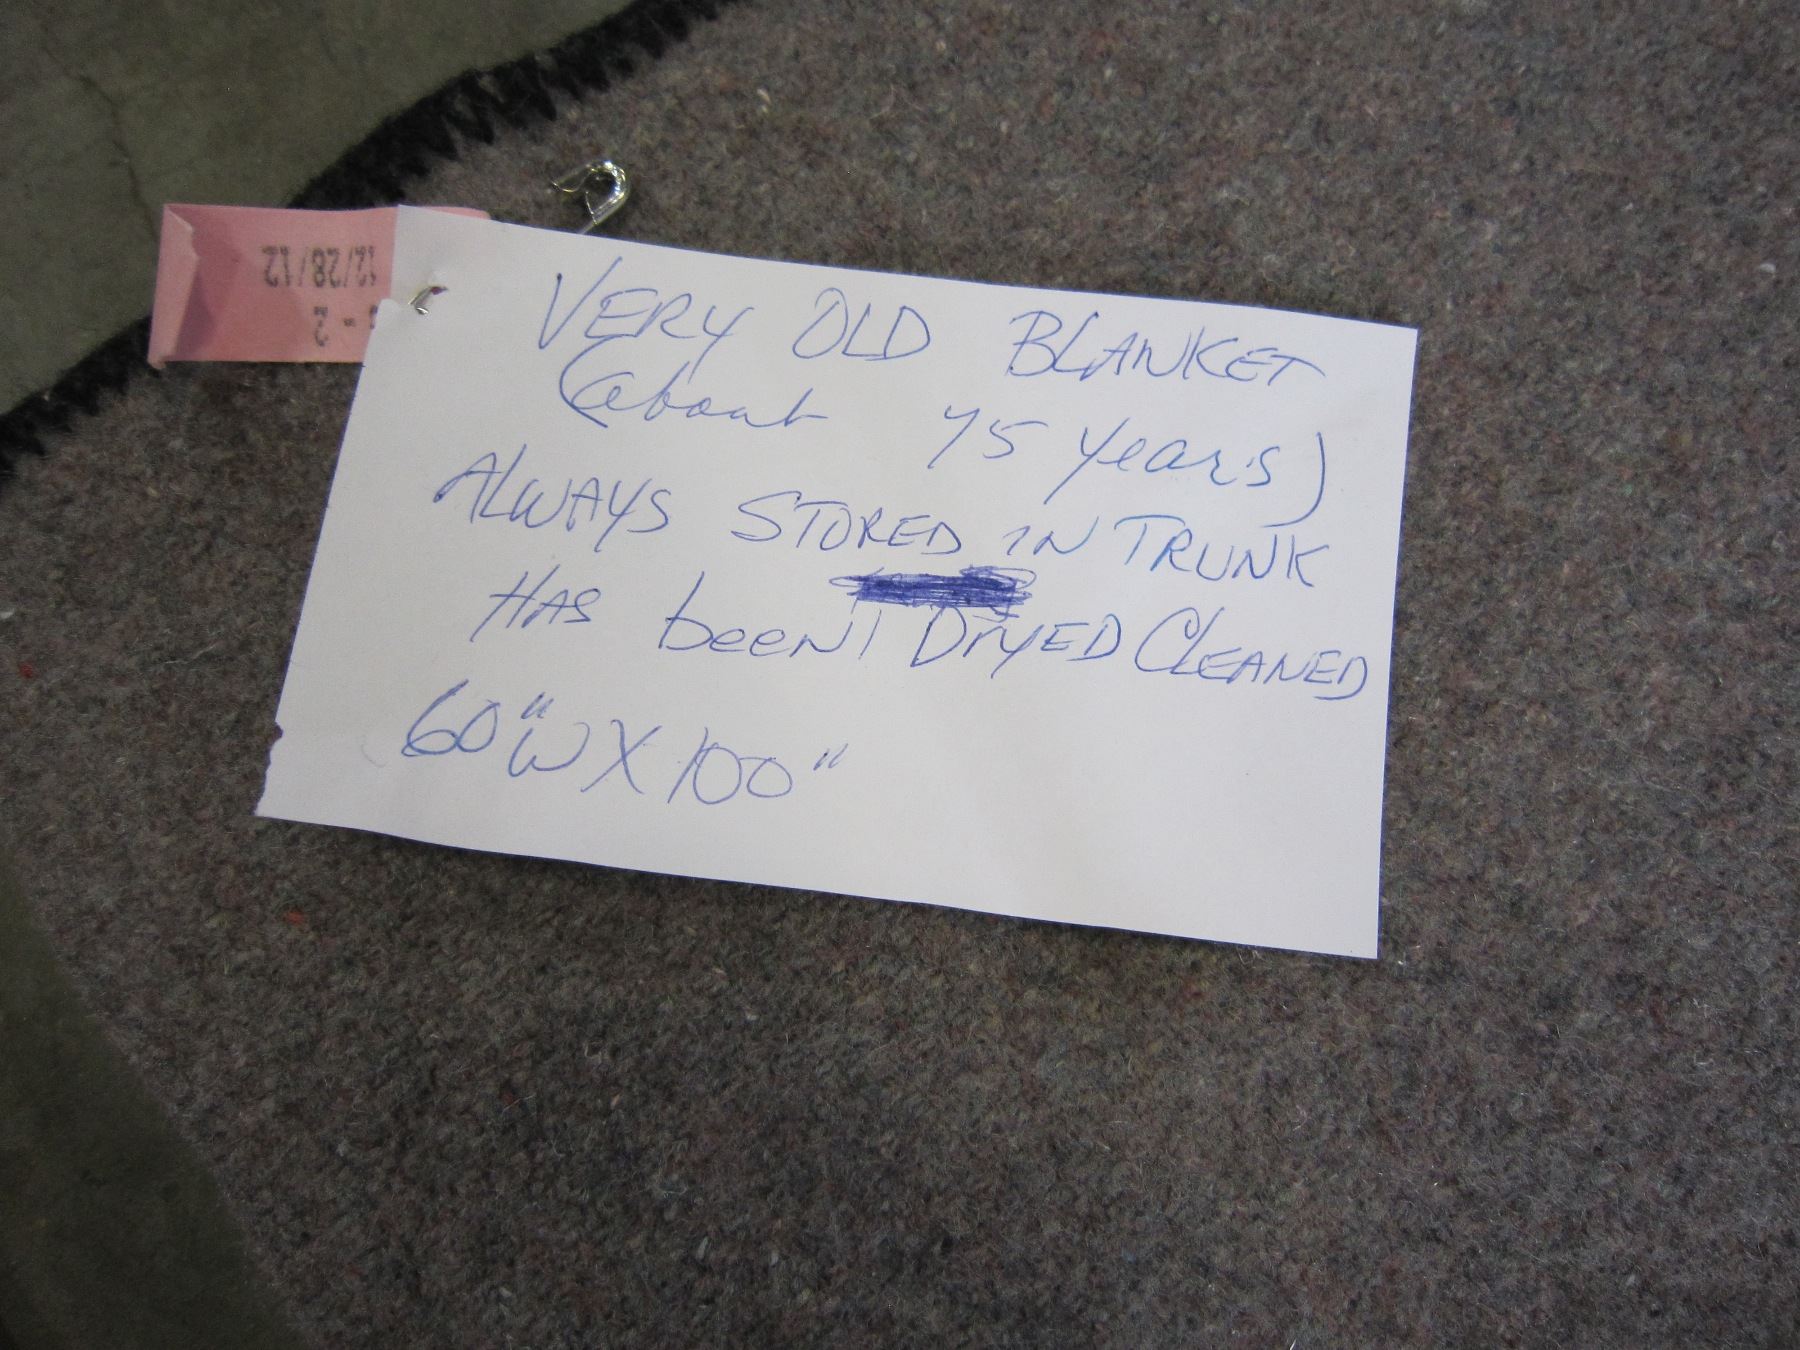 VERY OLD BLANKET
(about 75 years)
ALWAYS STORED IN TRUNK
HAS been DryED CLEANED
60" W X 100"
12/28/12
- 2